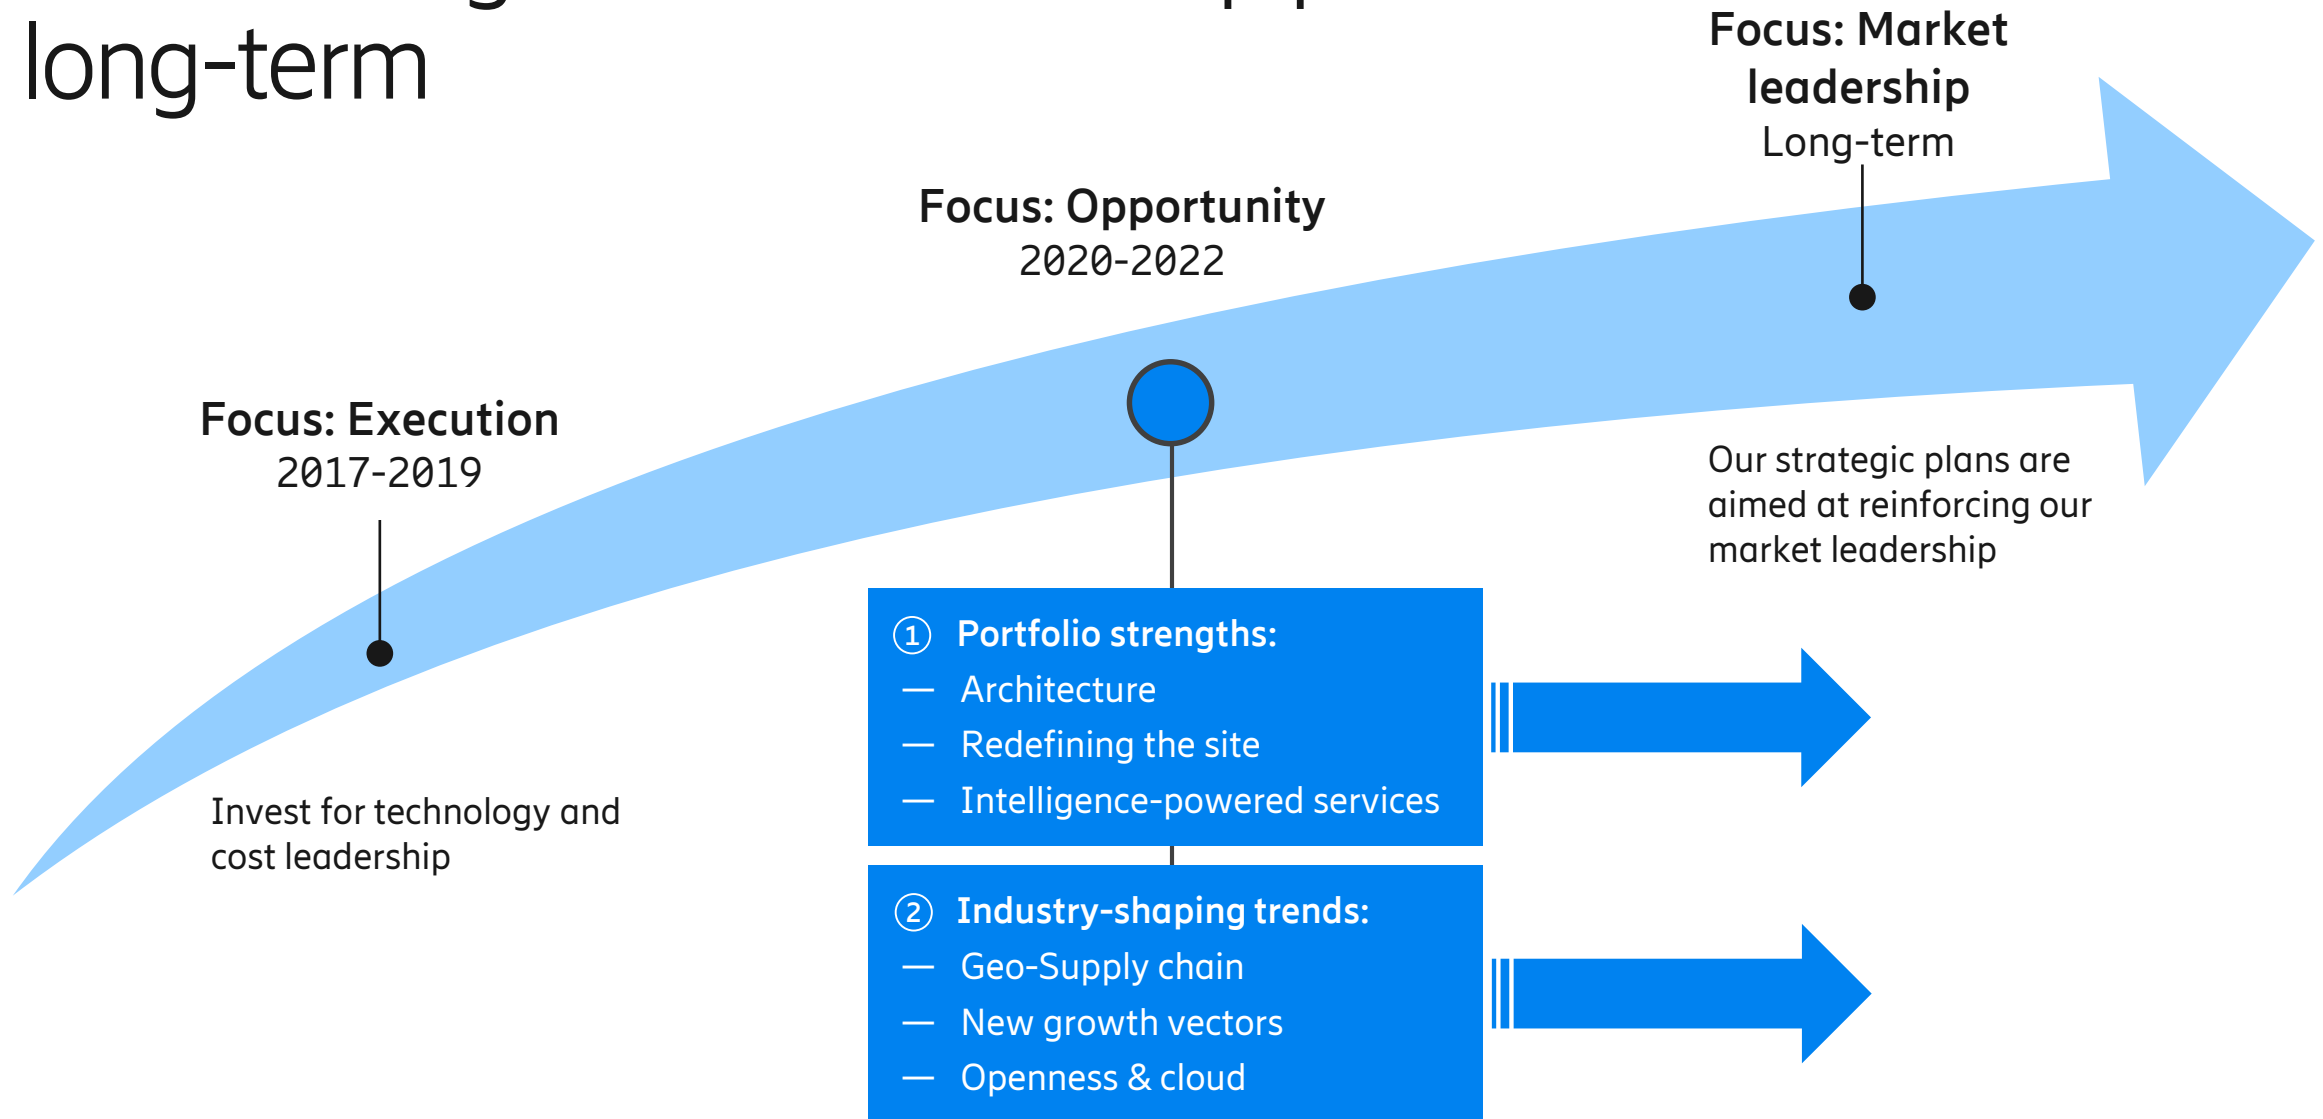 long-term
Focus: Market
leadership
Long-term
Focus: Opportunity
2020-2022
Focus: Execution
2017-2019
Our strategic plans are
aimed at reinforcing our
market leadership
Invest for technology and
cost leadership
1 Portfolio strengths:
— Architecture
— Redefining the site
— Intelligence-powered services
2 Industry-shaping trends:
— Geo-Supply chain
— New growth vectors
— Openness & cloud